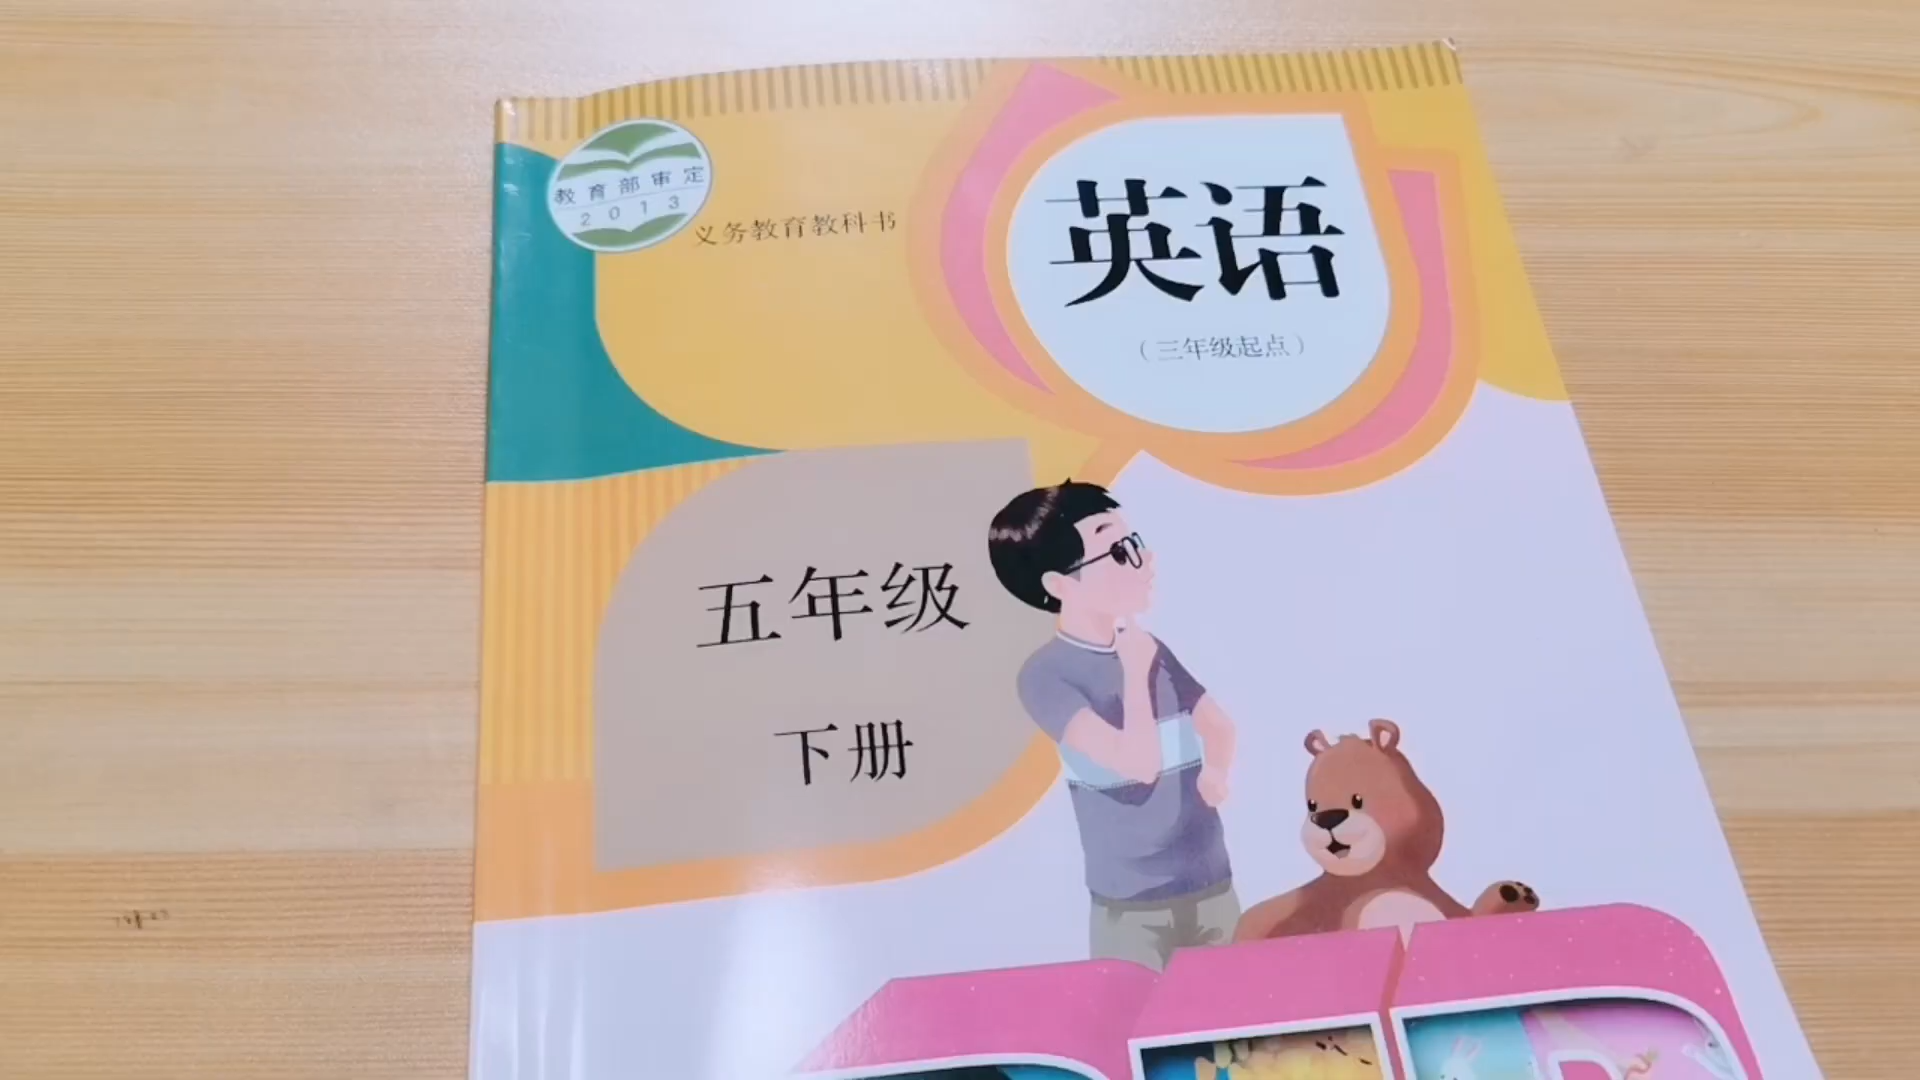 教育部审定
2013
义务教育教科书
英语
（三年级起点）
五年级
下册